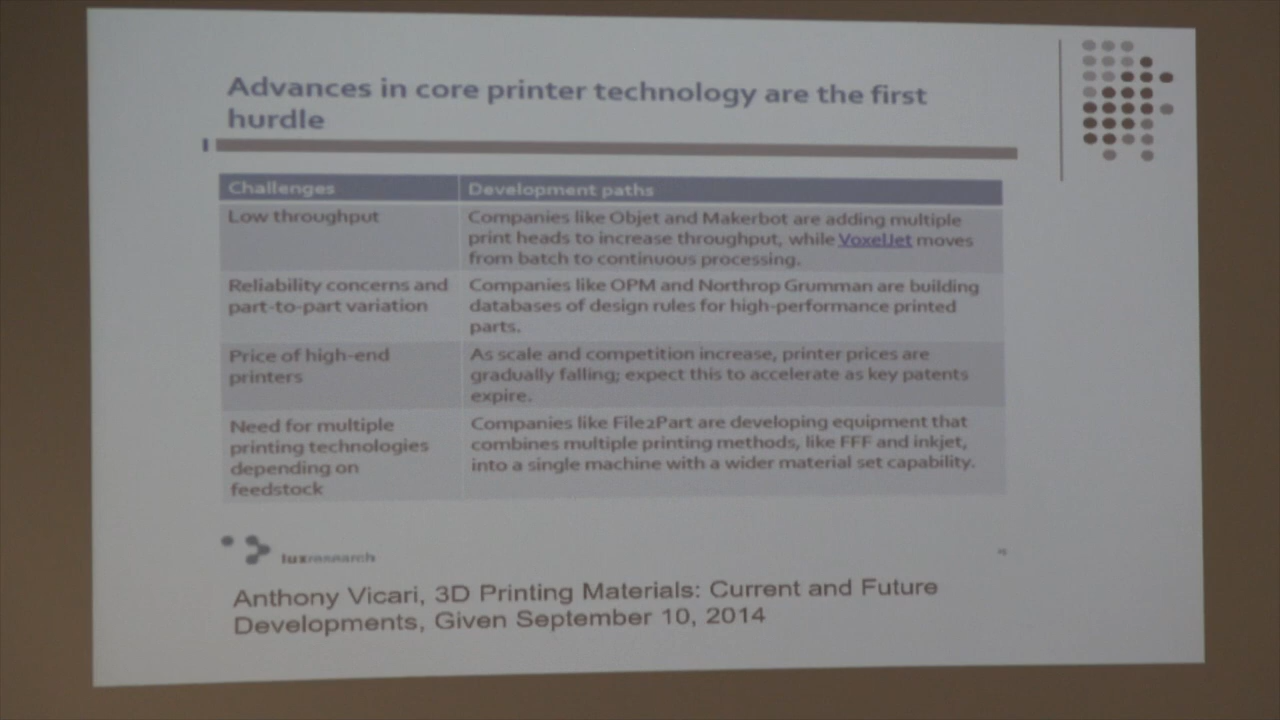 Advances in core printer technology are the first
hurdle
Challenges
Development paths
Low throughput
Companies like Objet and Makerbot are adding multiple
print heads to increase throughput, while VoxelJet moves
from batch to continuous processing.
Reliability concerns and
part-to-part variation
Companies like OPM and Northrop Grumman are building
databases of design rules for high-performance printed
parts.
Price of high-end
printers
As scale and competition increase, printer prices are
gradually falling; expect this to accelerate as key patents
expire.
Need for multiple
printing technologies
depending on
feedstock
Companies like File2Part are developing equipment that
combines multiple printing methods, like FFF and inkjet,
into a single machine with a wider material set capability.
luxresearch
Anthony Vicari, 3D Printing Materials: Current and Future
Developments, Given September 10, 2014